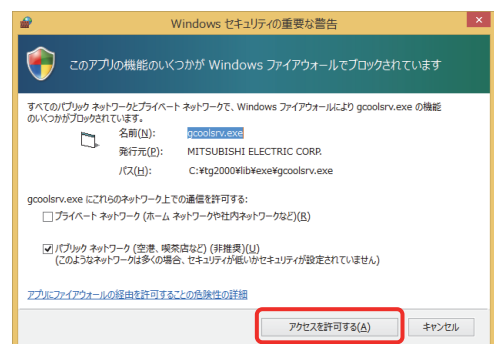 Windows セキュリティの重要な警告
このアプリの機能のいくつかが Windows ファイアウォールでブロックされています
すべてのパブリック ネットワークとプライベート ネットワークで、Windows ファイアウォールにより gcoolsrv.exe の機能
のいくつかがブロックされています。
名前(N): gcoolsrv.exe
発行元(P): MITSUBISHI ELECTRIC CORP.
パス(H): C:¥tg2000¥lib¥exe¥gcoolsrv.exe
gcoolsrv.exe にこれらのネットワーク上での通信を許可する:
プライベート ネットワーク (ホーム ネットワークや社内ネットワークなど)(R)
パブリック ネットワーク (空港、喫茶店など) (非推奨)(U)
(このようなネットワークは多くの場合、セキュリティが低いかセキュリティが設定されていません)
アプリにファイアウォールの経由を許可することの危険性の詳細
アクセスを許可する(A) キャンセル